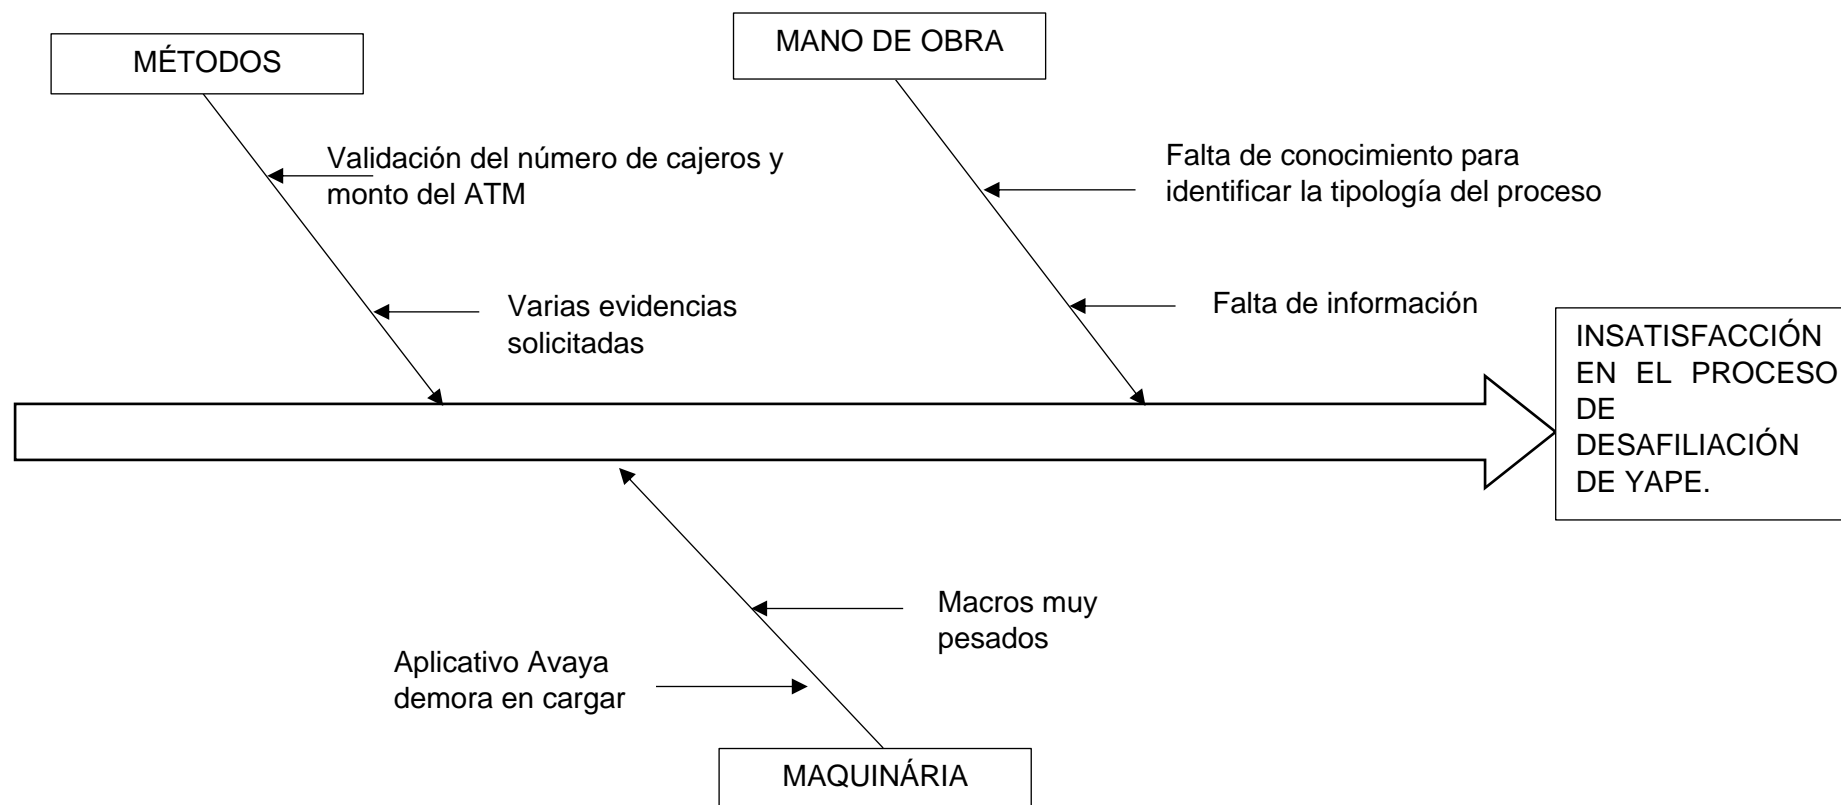 MÉTODOS
MANO DE OBRA
Validación del número de cajeros y
monto del ATM
Falta de conocimiento para
identificar la tipología del proceso
Varias evidencias
solicitadas
Falta de información
INSATISFACCIÓN
EN EL PROCESO
DE
DESAFILIACIÓN
DE YAPE.
Macros muy
pesados
Aplicativo Avaya
demora en cargar
MAQUINÁRIA